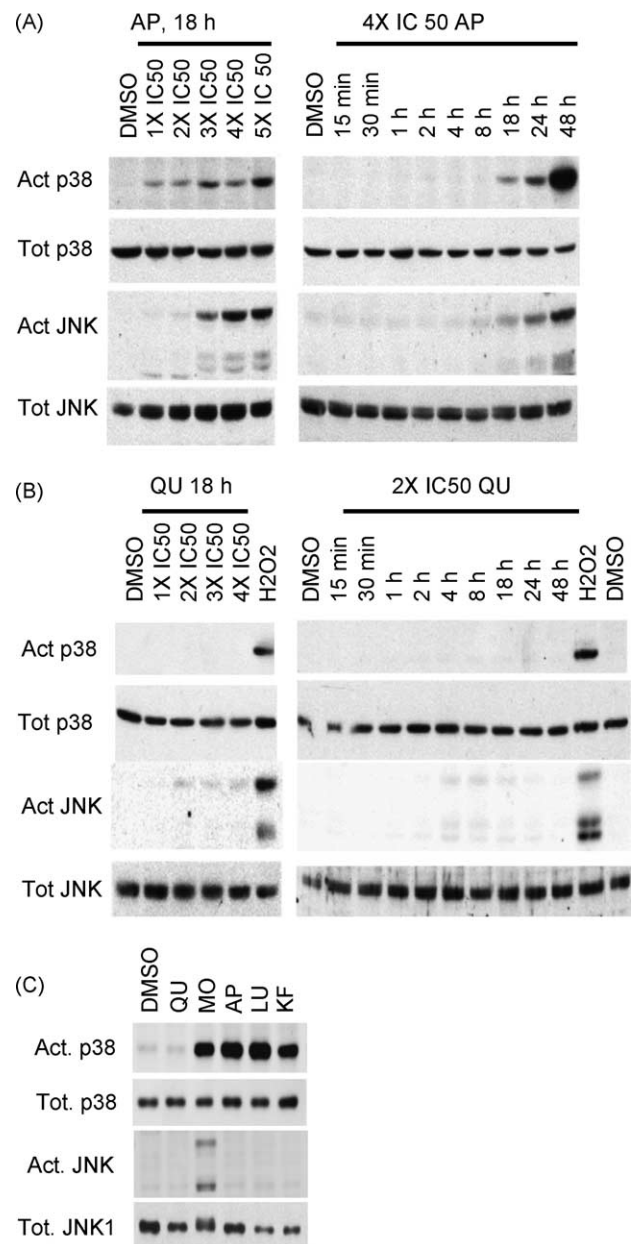 (A)
AP, 18 h
4X IC 50 AP
DMSO
1X IC50
2X IC50
3X IC50
4X IC50
5X IC 50
DMSO
15 min
30 min
1 h
2 h
4 h
8 h
18 h
24 h
48 h
Act p38
Tot p38
Act JNK
Tot JNK
(B)
QU 18 h
2X IC50 QU
DMSO
1X IC50
2X IC50
3X IC50
4X IC50
H2O2
DMSO
15 min
30 min
1 h
2 h
4 h
8 h
18 h
24 h
48 h
H2O2
DMSO
Act p38
Tot p38
Act JNK
Tot JNK
(C)
DMSO
QU
MO
AP
LU
KF
Act. p38
Tot. p38
Act. JNK
Tot. JNK1